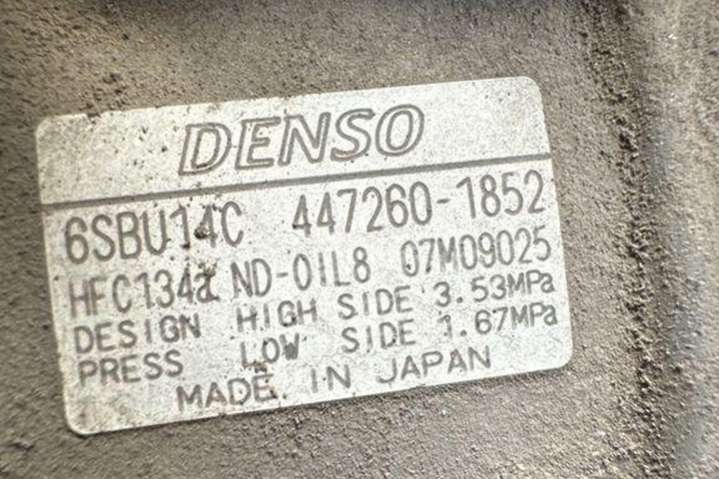 DENSO
6SBU14C 447260-1852
HFC134a ND-OIL8 07M09025
DESIGN HIGH SIDE 3.53MPa
PRESS LOW SIDE 1.67MPa
MADE IN JAPAN